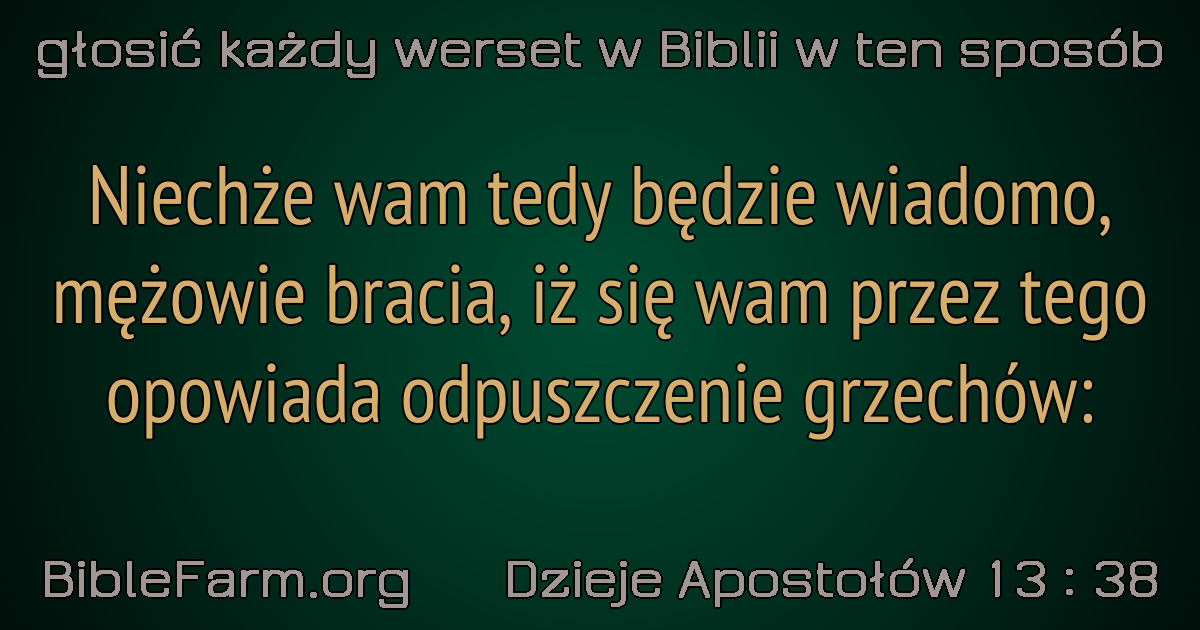 głosić każdy werset w Biblii w ten sposób
Niechże wam tedy będzie wiadomo,
mężowie bracia, iż się wam przez tego
opowiada odpuszczenie grzechów:
BibleFarm.org Dzieje Apostołów 13 : 38